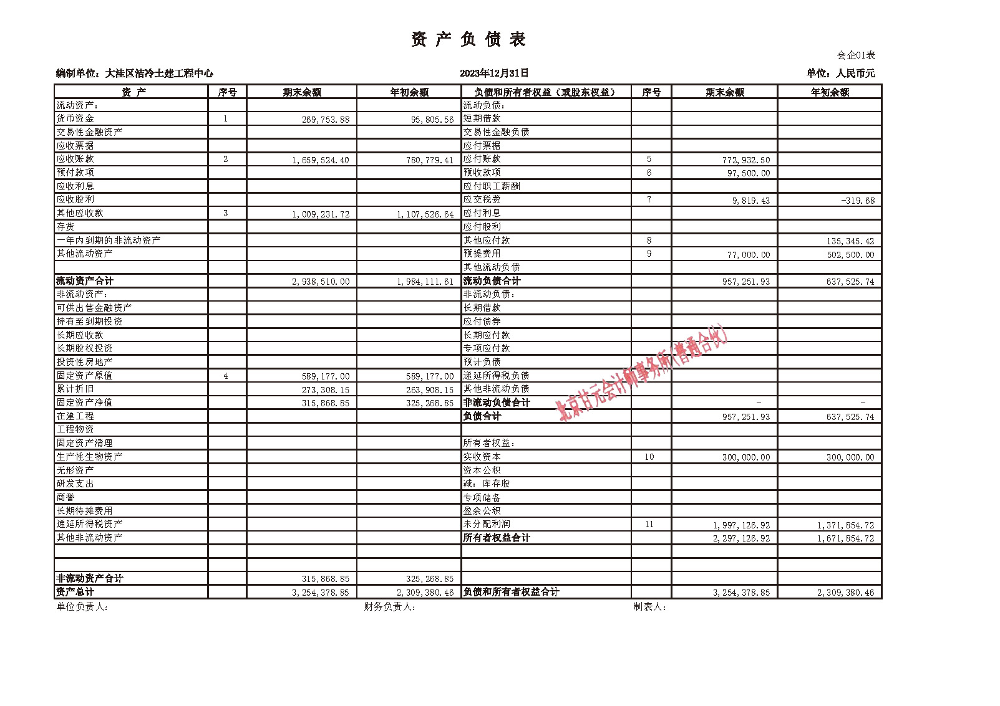 资 产 负 债 表
会企01表
编制单位：大洼区洁冷土建工程中心 2023年12月31日 单位：人民币元
资 产 序号 期末余额 年初余额 负债和所有者权益（或股东权益） 序号 期末余额 年初余额
流动资产： 流动负债：
货币资金 1 269,753.88 95,805.56 短期借款
交易性金融资产 交易性金融负债
应收票据 应付票据
应收账款 2 1,659,524.40 780,779.41 应付账款 5 772,932.50
预付款项 预收款项 6 97,500.00
应收利息 应付职工薪酬
应收股利 应交税费 7 9,819.43 -319.68
其他应收款 3 1,009,231.72 1,107,526.64 应付利息
存货 应付股利
一年内到期的非流动资产 其他应付款 8 135,345.42
其他流动资产 预提费用 9 77,000.00 502,500.00
其他流动负债
流动资产合计 2,938,510.00 1,984,111.61 流动负债合计 957,251.93 637,525.74
非流动资产： 非流动负债：
可供出售金融资产 长期借款
持有至到期投资 应付债券
长期应收款 长期应付款
长期股权投资 专项应付款
投资性房地产 预计负债
固定资产原值 4 589,177.00 589,177.00 递延所得税负债
累计折旧 273,308.15 263,908.15 其他非流动负债
固定资产净值 315,868.85 325,268.85 非流动负债合计 - -
在建工程 负债合计 957,251.93 637,525.74
工程物资
固定资产清理 所有者权益：
生产性生物资产 实收资本 10 300,000.00 300,000.00
无形资产 资本公积
研发支出 减：库存股
商誉 专项储备
长期待摊费用 盈余公积
递延所得税资产 未分配利润 11 1,997,126.92 1,371,854.72
其他非流动资产 所有者权益合计 2,297,126.92 1,671,854.72
非流动资产合计 315,868.85 325,268.85
资产总计 3,254,378.85 2,309,380.46 负债和所有者权益合计 3,254,378.85 2,309,380.46
单位负责人： 财务负责人： 制表人：
北京甘元会计师事务所(普通合伙)